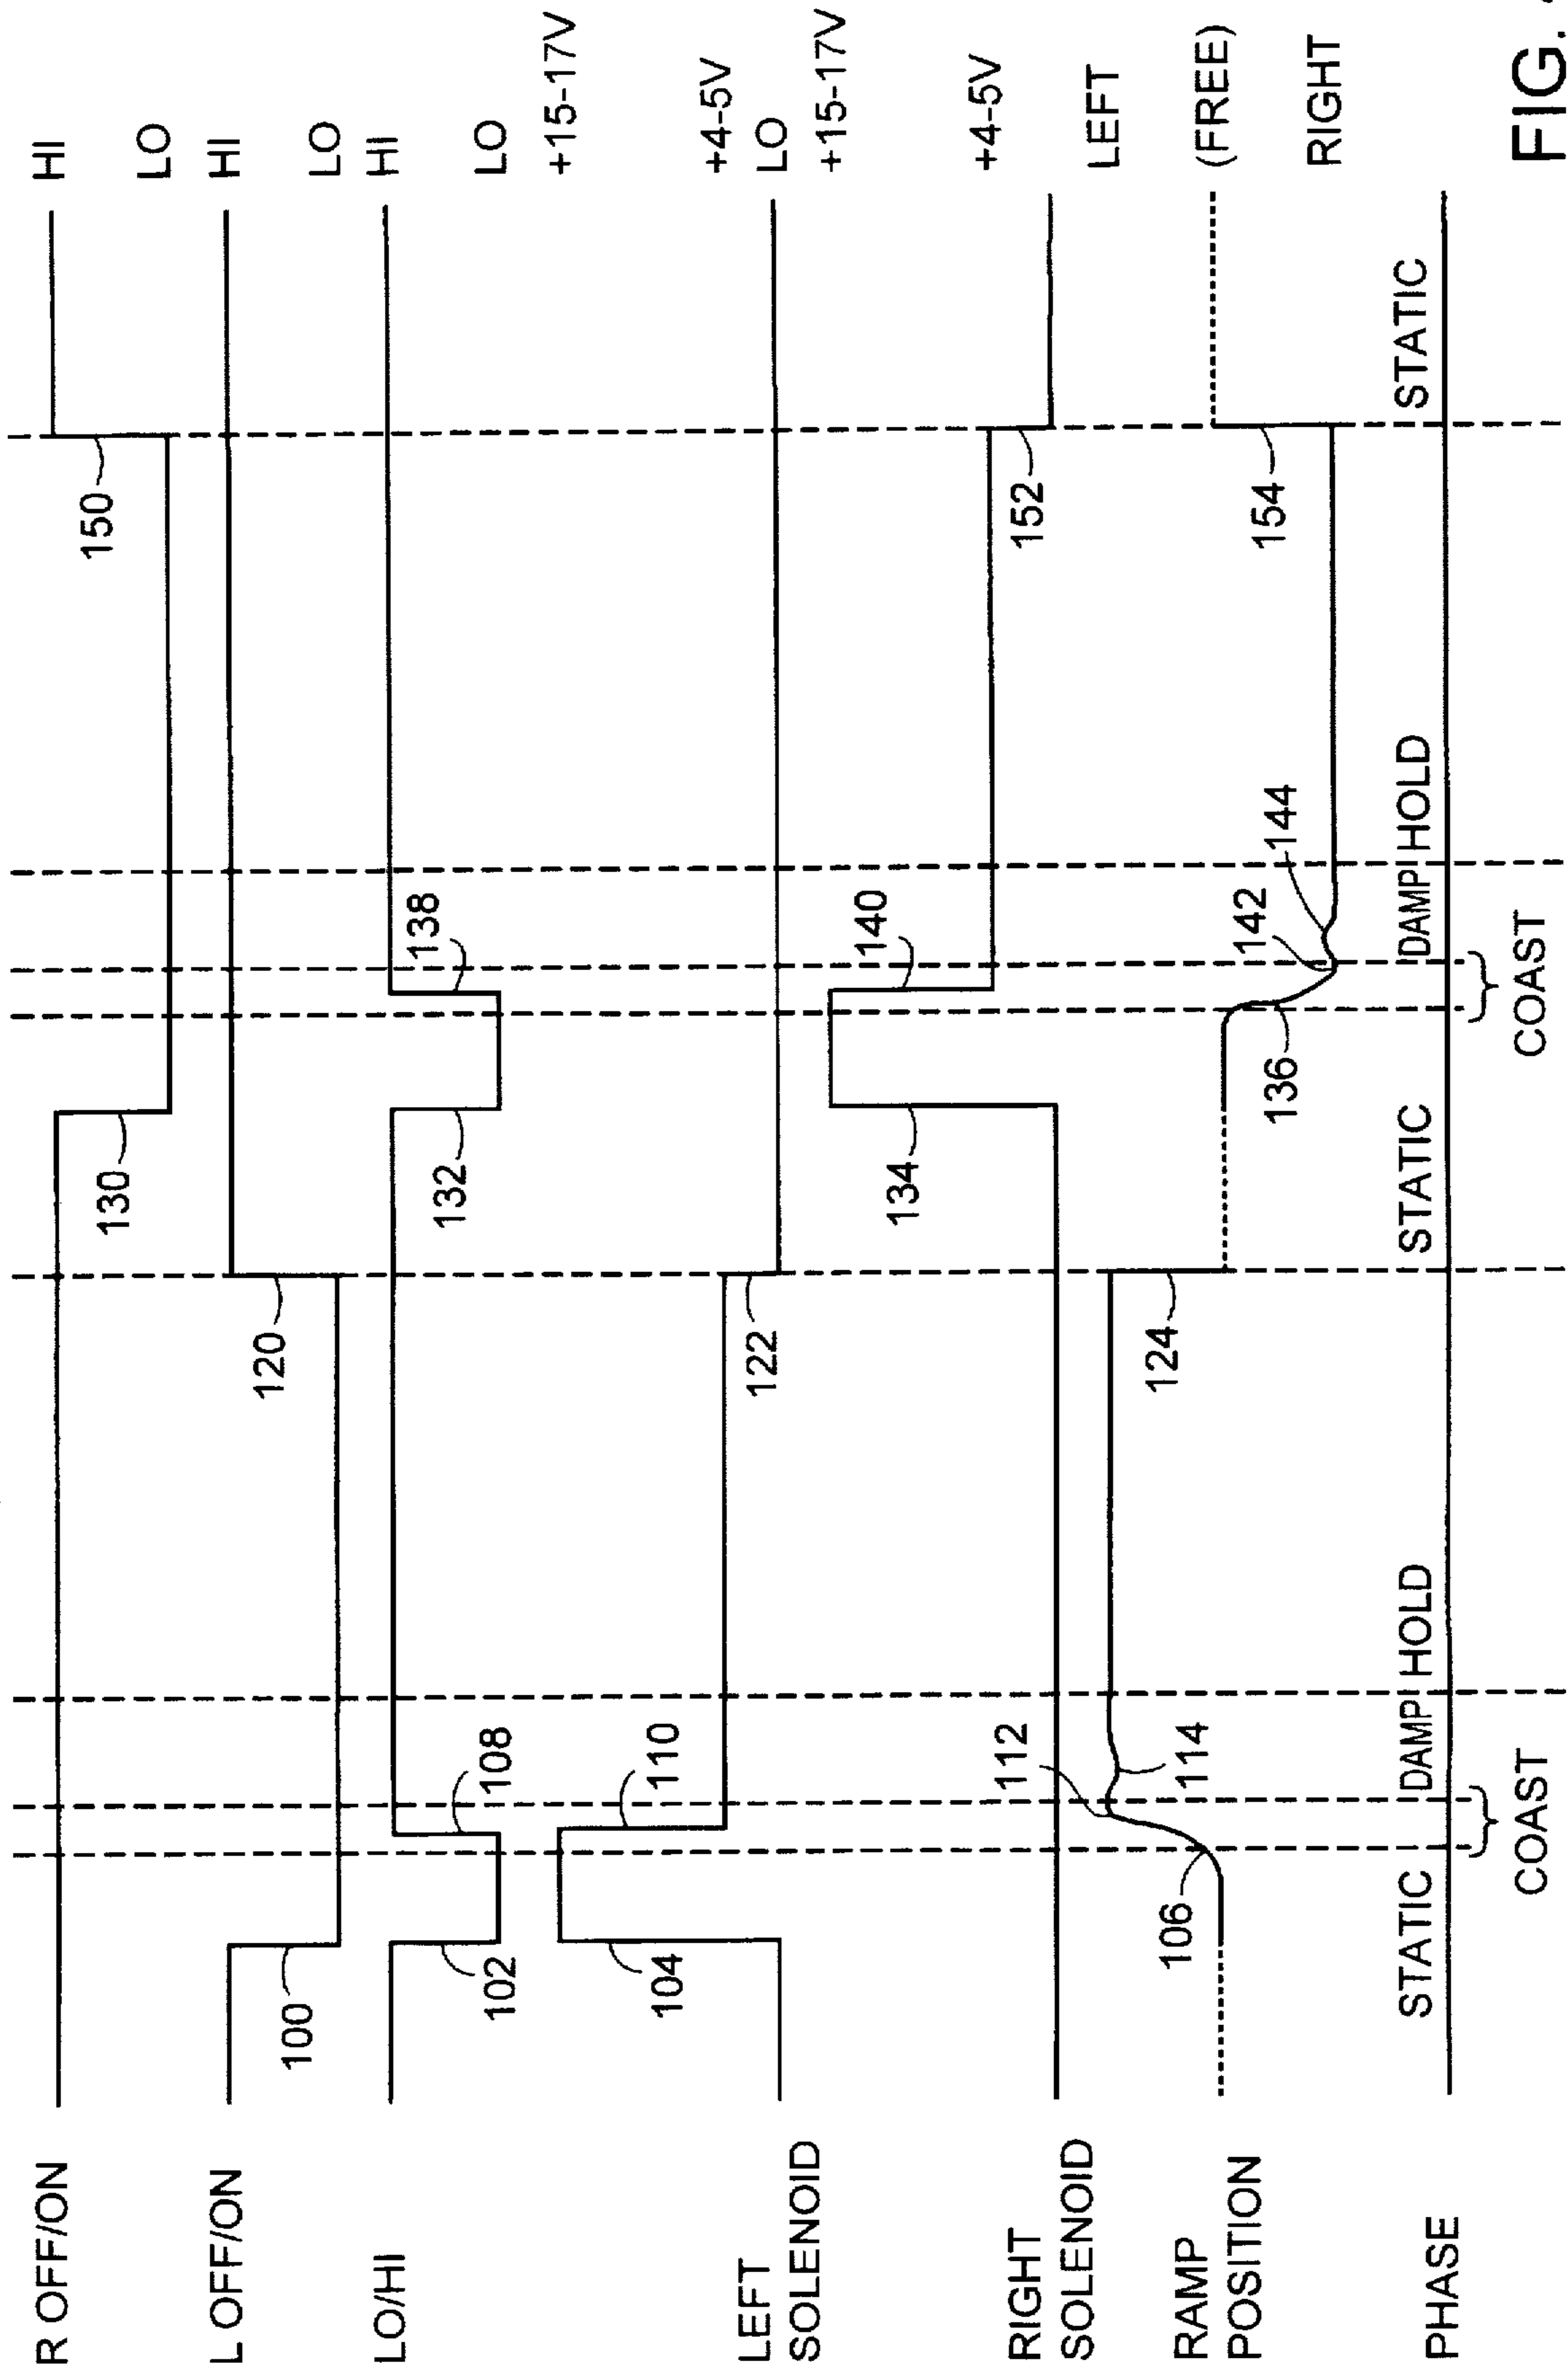 R OFF/ON
HI
LO
150
130
L OFF/ON
HI
LO
120
100
LO/HI
HI
LO
138
132
108
102
LEFT
SOLENOID
+15-17V
+4-5V
LO
122
110
104
RIGHT
SOLENOID
+15-17V
+4-5V
152
140
134
RAMP
POSITION
LEFT
(FREE)
RIGHT
106
112
114
124
136
142
144
154
PHASE
STATIC
DAMP
HOLD
STATIC
DAMP
HOLD
STATIC
COAST
COAST
FIG.